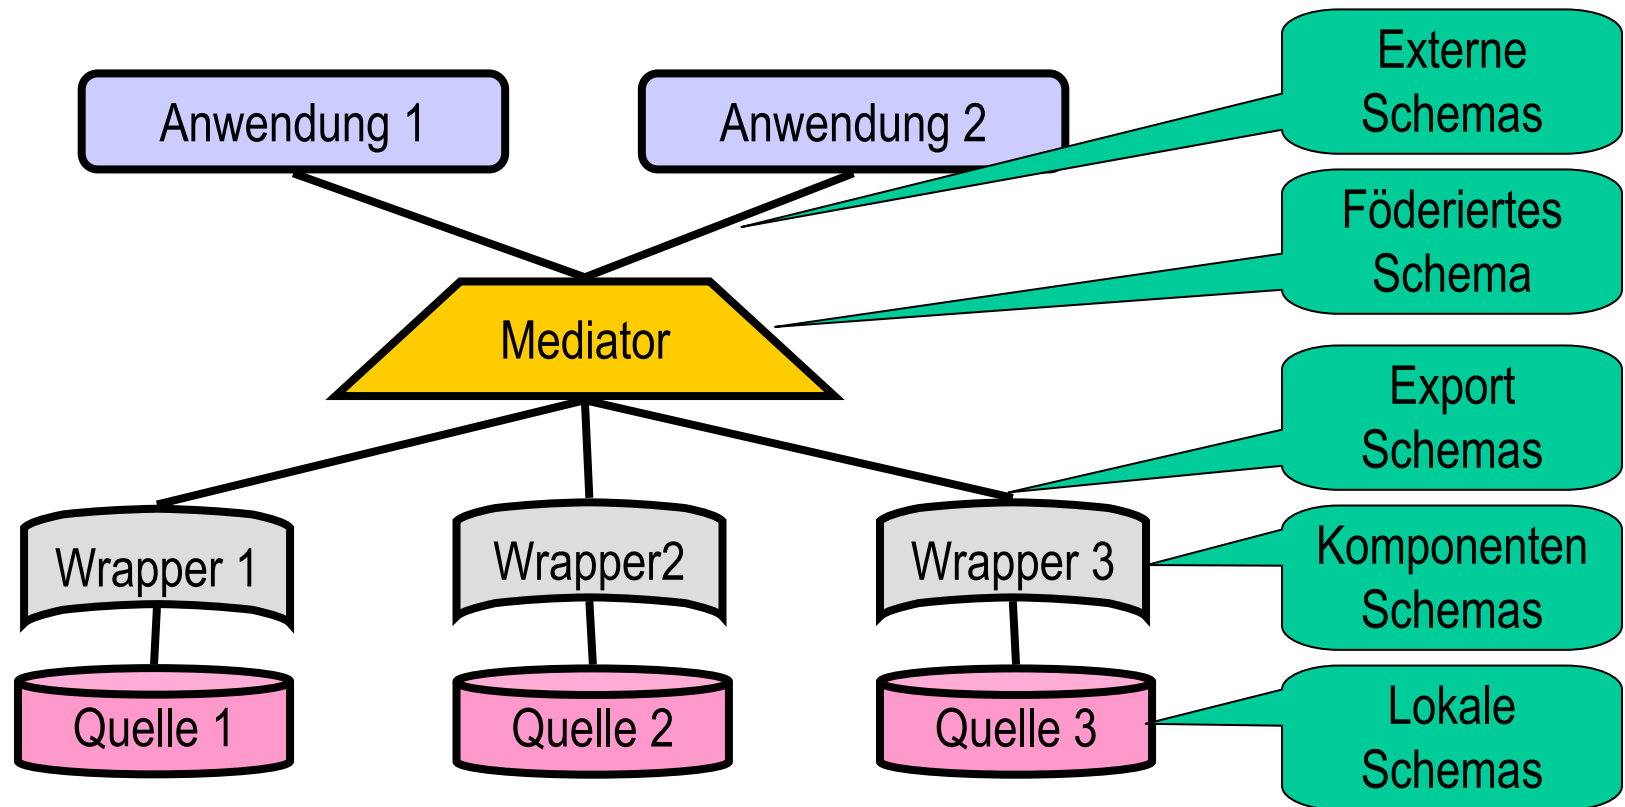 Anwendung 1
Anwendung 2
Externe
Schemas
Föderiertes
Schema
Mediator
Export
Schemas
Wrapper 1
Wrapper2
Wrapper 3
Komponenten
Schemas
Quelle 1
Quelle 2
Quelle 3
Lokale
Schemas